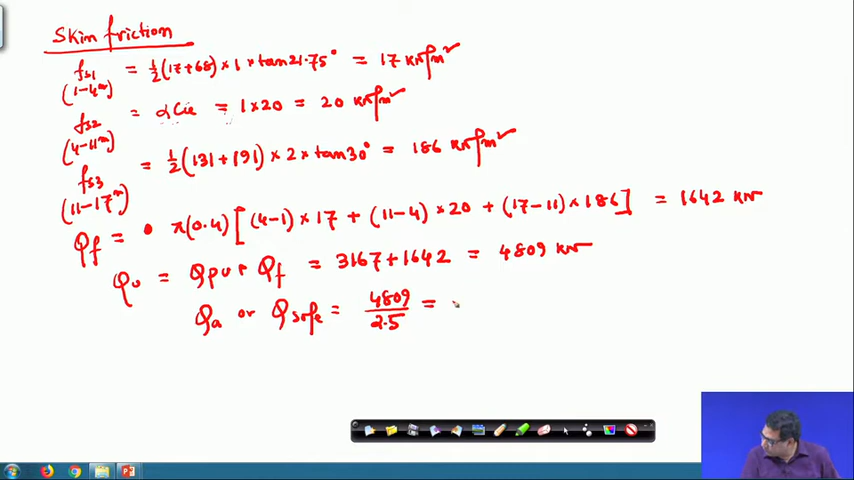 Skin friction
fs1 = 1/2 (17+68) × 1 × tan 21.75° = 17 kN/m²
(1-4m)
fs2 = αCu = 1×20 = 20 kN/m²
(4-11m)
fs3 = 1/2 (131+191) × 2 × tan30° = 186 kN/m²
(11-17m)
Qf = π(0.4) [(4-1) × 17 + (11-4) × 20 + (17-11) × 186] = 1642 kN
Qu = Qpu + Qf = 3167+1642 = 4809 kN
Qa or Qsafe = 4809/2.5 =